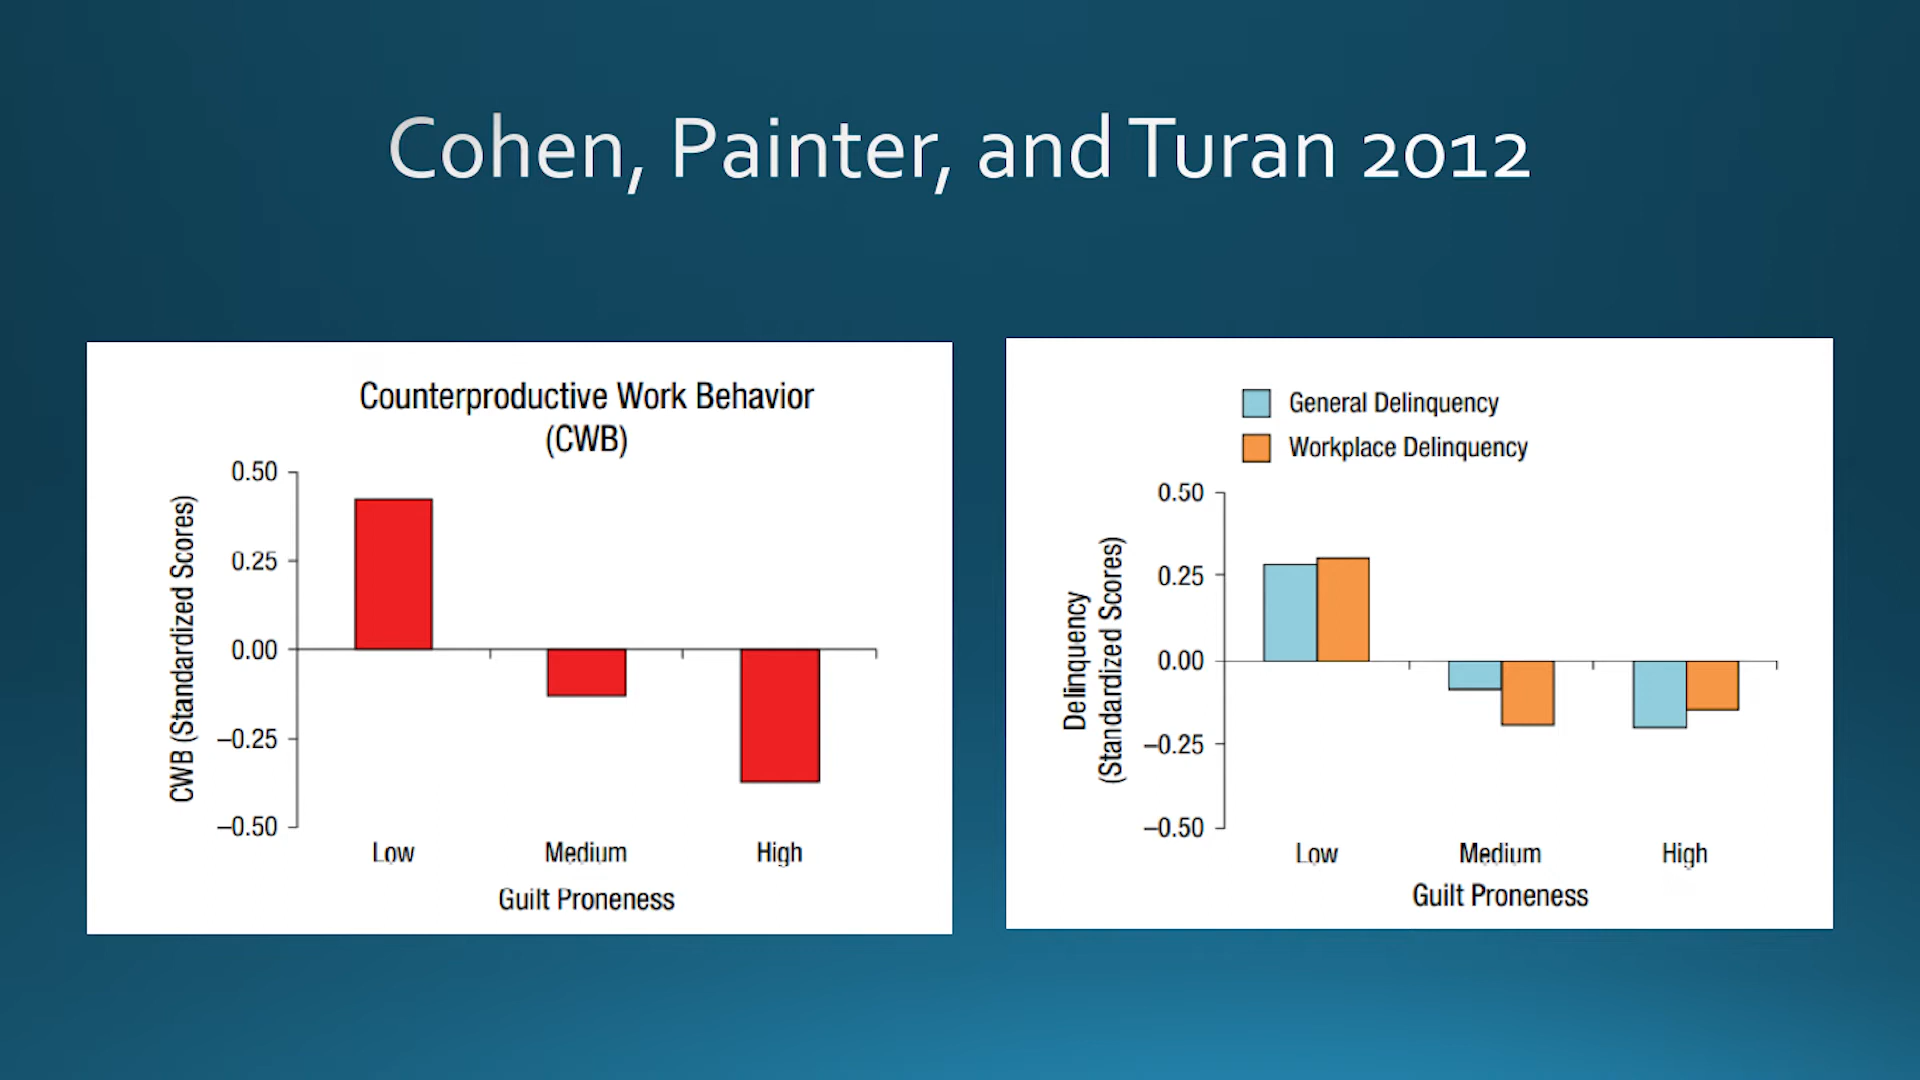 Cohen, Painter, and Turan 2012
Counterproductive Work Behavior
(CWB)
CWB (Standardized Scores)
0.50
0.25
0.00
–0.25
–0.50
Low Medium High
Guilt Proneness
General Delinquency
Workplace Delinquency
Delinquency
(Standardized Scores)
0.50
0.25
0.00
–0.25
–0.50
Low Medium High
Guilt Proneness